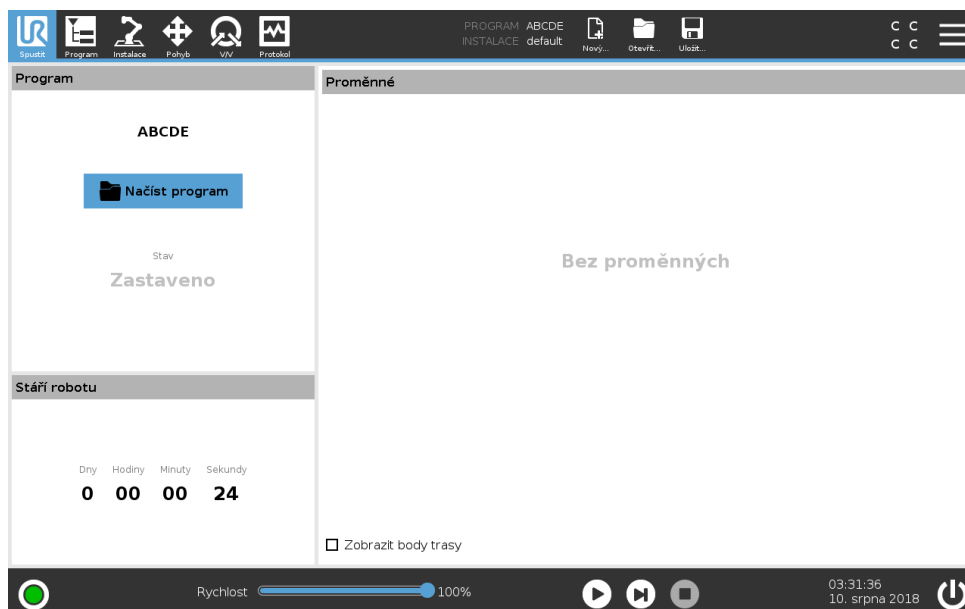 UR
Spustit
Program
Instalace
Pohyb
V/V
Protokol
PROGRAM ABCDE
INSTALACE default
Nový...
Otevřít...
Uložit...
C C
C C
Program
ABCDE
Načíst program
Stav
Zastaveno
Stáří robotu
Dny Hodiny Minuty Sekundy
0 00 00 24
Proměnné
Bez proměnných
Zobrazit body trasy
Rychlost 100%
03:31:36
10. srpna 2018